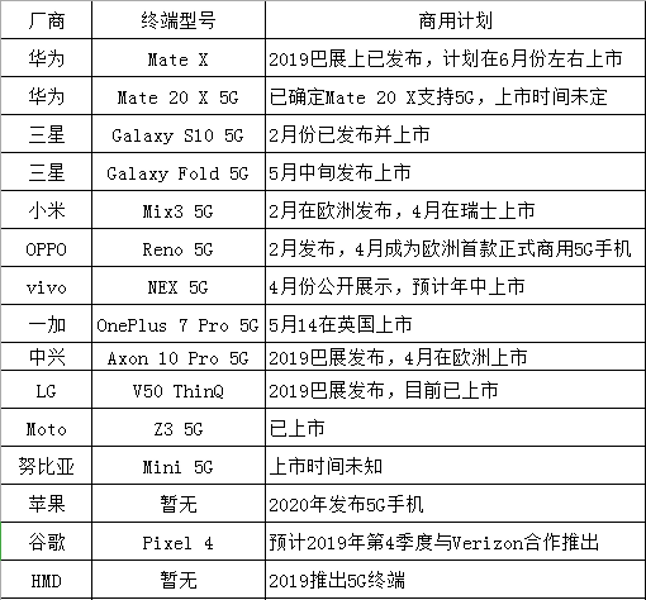 厂商 终端型号 商用计划
华为 Mate X 2019巴展上已发布，计划在6月份左右上市
华为 Mate 20 X 5G 已确定Mate 20 X支持5G，上市时间未定
三星 Galaxy S10 5G 2月份已发布并上市
三星 Galaxy Fold 5G 5月中旬发布上市
小米 Mix3 5G 2月在欧洲发布，4月在瑞士上市
OPPO Reno 5G 2月发布，4月成为欧洲首款正式商用5G手机
vivo NEX 5G 4月份公开展示，预计年中上市
一加 OnePlus 7 Pro 5G 5月14在英国上市
中兴 Axon 10 Pro 5G 2019巴展发布，4月在欧洲上市
LG V50 ThinQ 2019巴展发布，目前已上市
Moto Z3 5G 已上市
努比亚 Mini 5G 上市时间未知
苹果 暂无 2020年发布5G手机
谷歌 Pixel 4 预计2019年第4季度与Verizon合作推出
HMD 暂无 2019推出5G终端